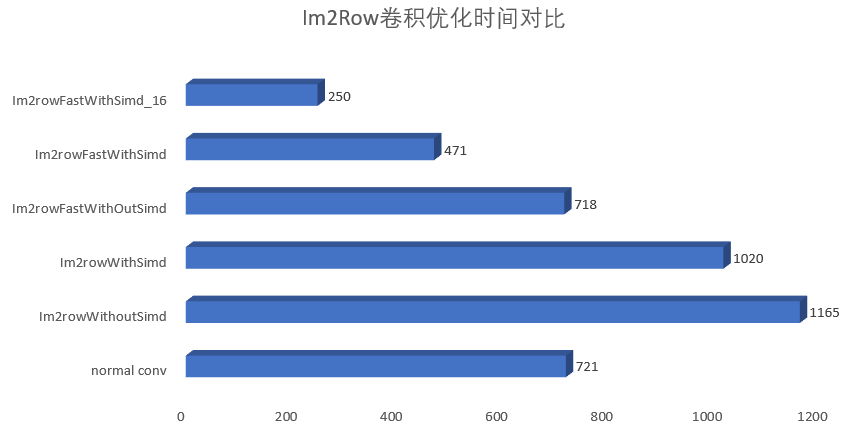 Im2Row卷积优化时间对比
Im2rowFastWithSimd_16 250
Im2rowFastWithSimd 471
Im2rowFastWithOutSimd 718
Im2rowWithSimd 1020
Im2rowWithoutSimd 1165
normal conv 721
0 200 400 600 800 1000 1200